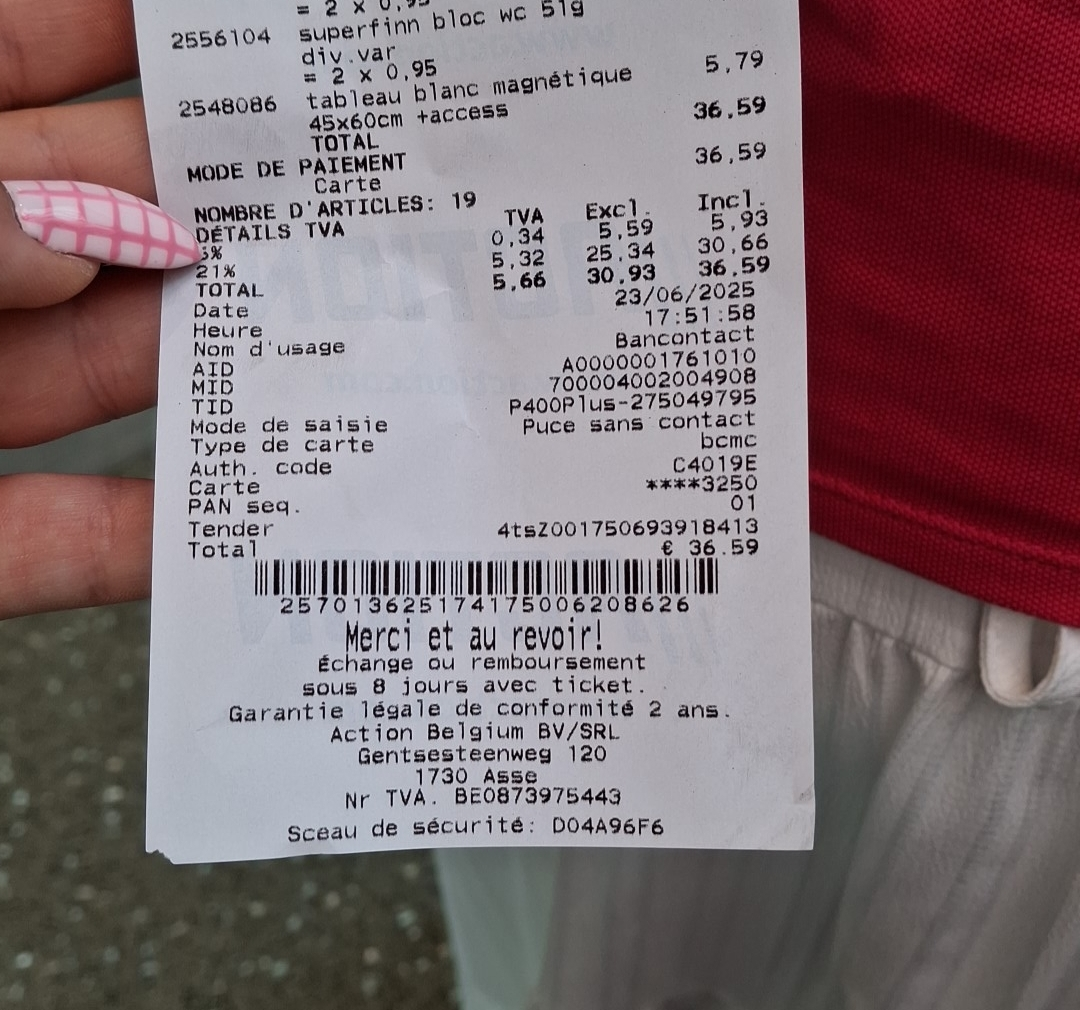 = 2 x 0,95
2556104 superfinn bloc wc 51g
div.var
= 2 x 0,95
2548086 tableau blanc magnétique 5,79
45x60cm +access
TOTAL 36,59
MODE DE PAIEMENT
Carte 36,59
NOMBRE D'ARTICLES: 19
DÉTAILS TVA TVA Excl. Incl.
6% 0,34 5,59 5,93
21% 5,32 25,34 30,66
TOTAL 5,66 30,93 36,59
Date 23/06/2025
Heure 17:51:58
Nom d'usage Bancontact
AID A0000001761010
MID 700004002004908
TID P400Plus-275049795
Mode de saisie Puce sans contact
Type de carte bcmc
Auth. code C4019E
Carte ****3250
PAN seq. 01
Tender 4tsZ001750693918413
Total € 36.59
257013625174175006208626
Merci et au revoir!
Échange ou remboursement
sous 8 jours avec ticket.
Garantie légale de conformité 2 ans.
Action Belgium BV/SRL
Gentsesteenweg 120
1730 Asse
Nr TVA. BE0873975443
Sceau de sécurité: D04A96F6